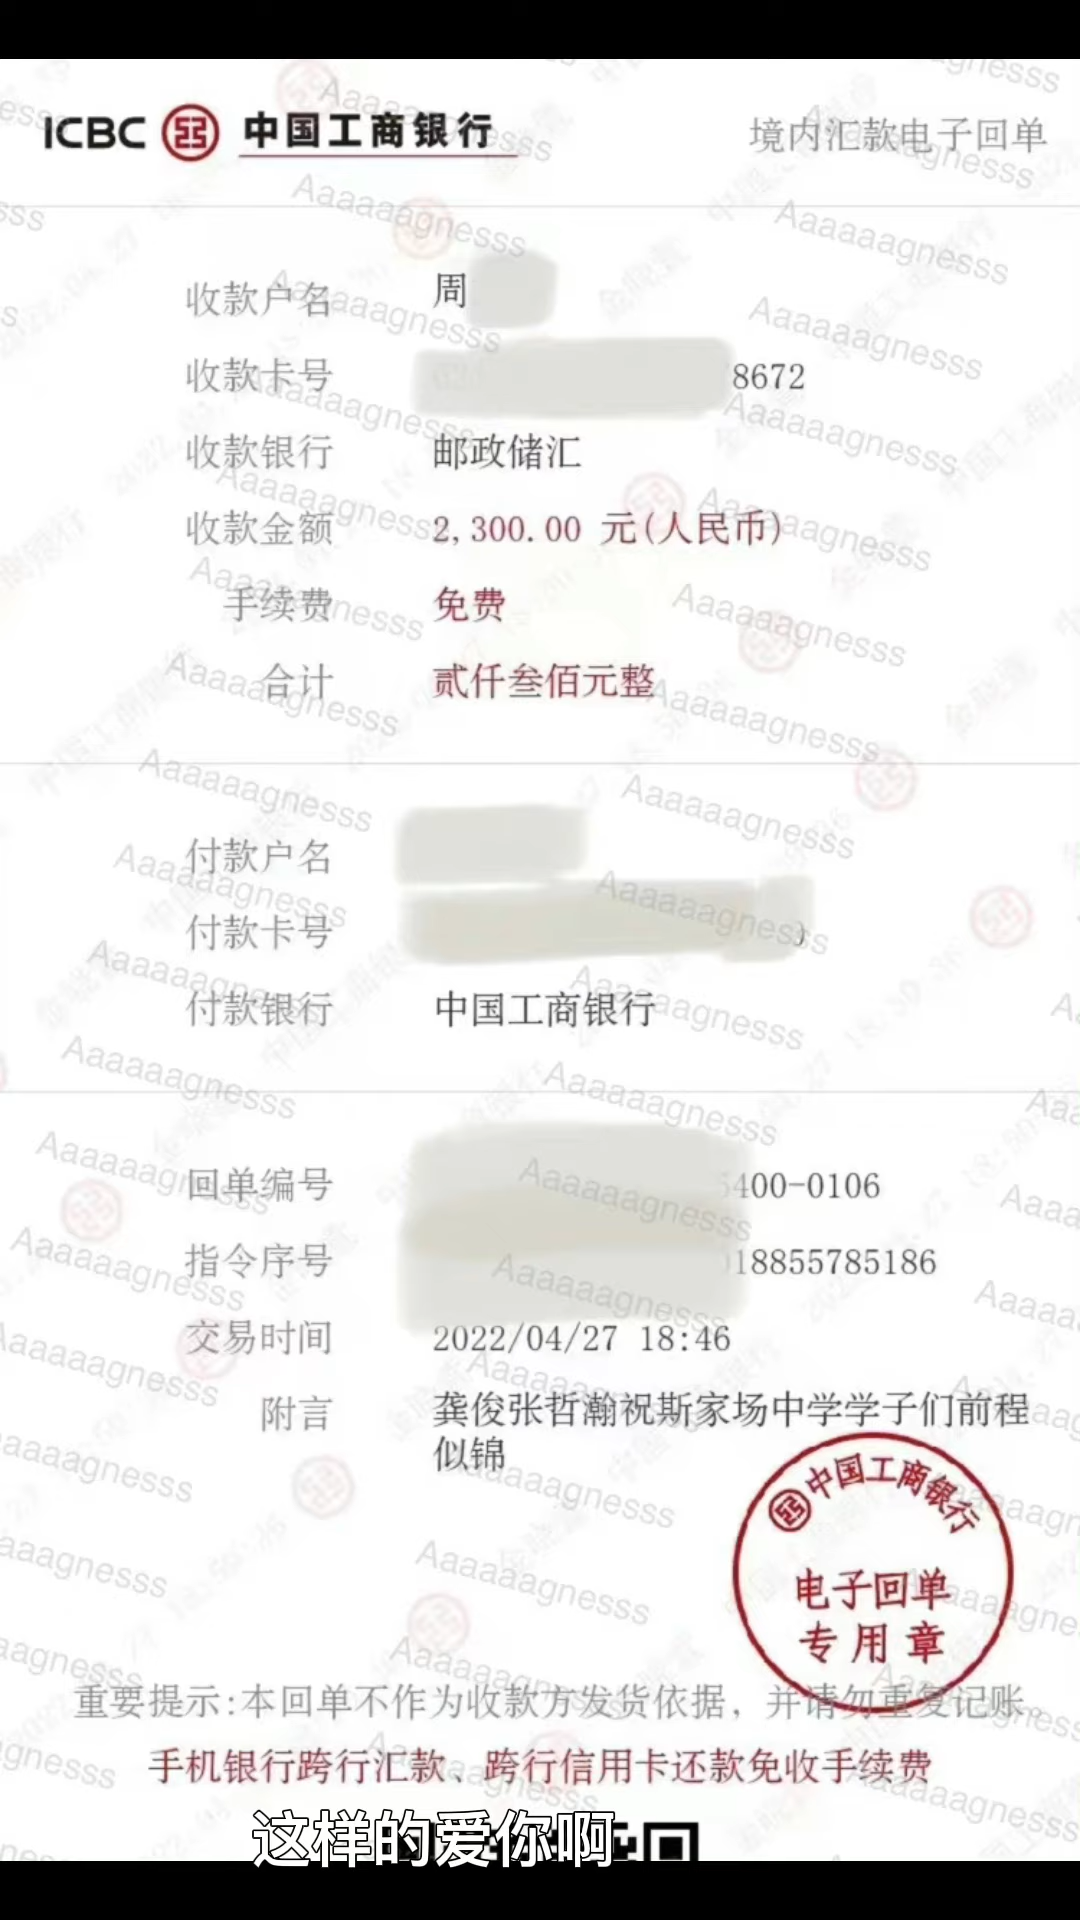 ICBC 中国工商银行
境内汇款电子回单
收款户名 周
收款卡号 8672
收款银行 邮政储汇
收款金额 2,300.00 元(人民币)
手续费 免费
合计 贰仟叁佰元整
付款户名
付款卡号
付款银行 中国工商银行
回单编号 5400-0106
指令序号 18855785186
交易时间 2022/04/27 18:46
附言 龚俊张哲瀚祝斯家场中学学子们前程
似锦
中国工商银行
电子回单
专用章
重要提示:本回单不作为收款方发货依据，并请勿重复记账。
手机银行跨行汇款、跨行信用卡还款免收手续费
这样的爱你啊
Aaaaaagnesss